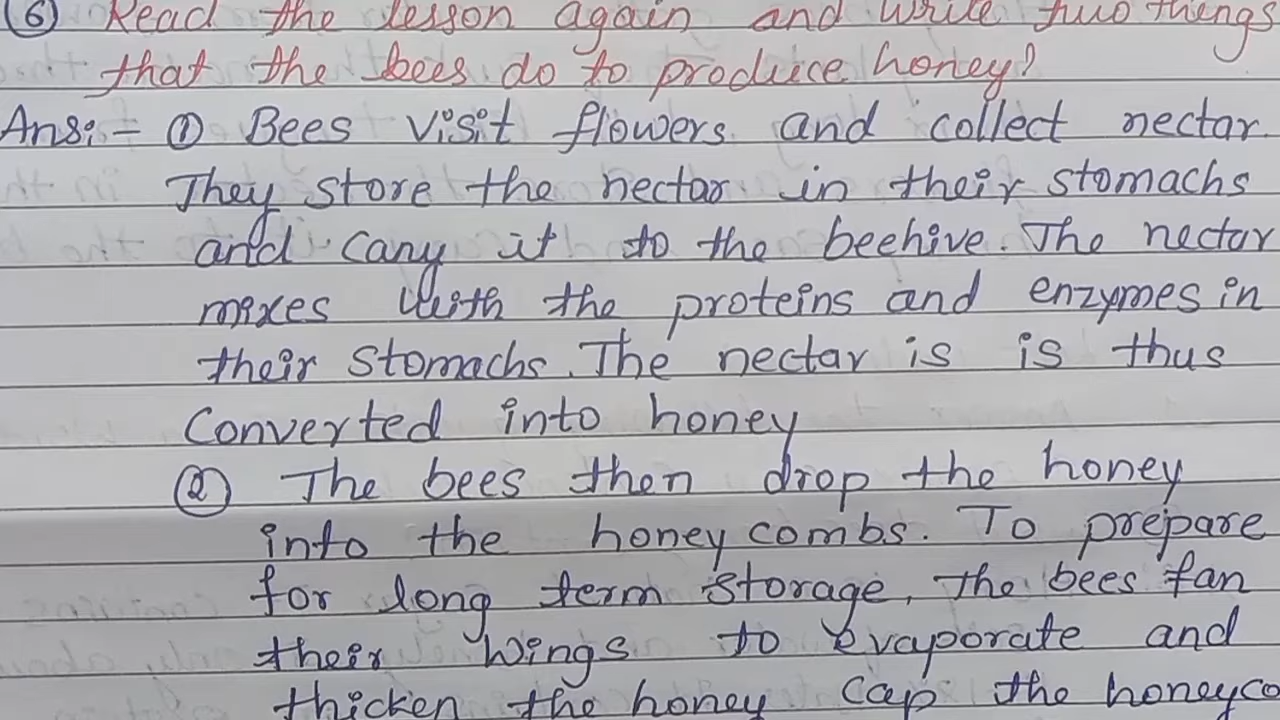 (6) Read the lesson again and write two things
that the bees do to produce honey?
Ans:- (1) Bees visit flowers and collect nectar.
They store the nectar in their stomachs
and carry it to the beehive. The nectar
mixes with the proteins and enzymes in
their stomachs. The nectar is is thus
Converted into honey
(2) The bees then drop the honey
into the honey combs. To prepare
for long term storage, the bees fan
their wings to evaporate and
thicken the honey cap the honeyco